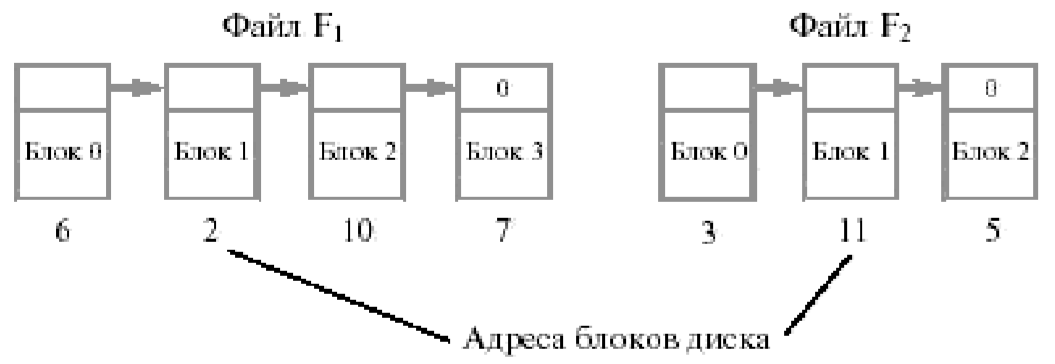 Файл F₁ Файл F₂
0 0
Блок 0 Блок 1 Блок 2 Блок 3 Блок 0 Блок 1 Блок 2
6 2 10 7 3 11 5
Адреса блоков диска